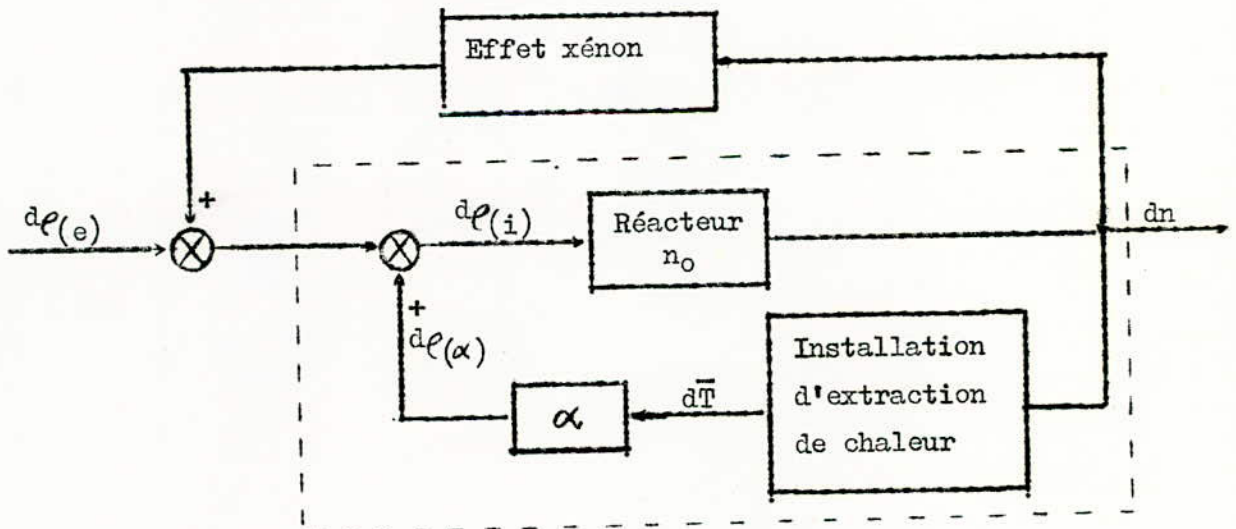 Effet xénon
+
dρ(e)
dρ(i)
Réacteur
n₀
dn
+
dρ(α)
α
dT̅
Installation
d'extraction
de chaleur